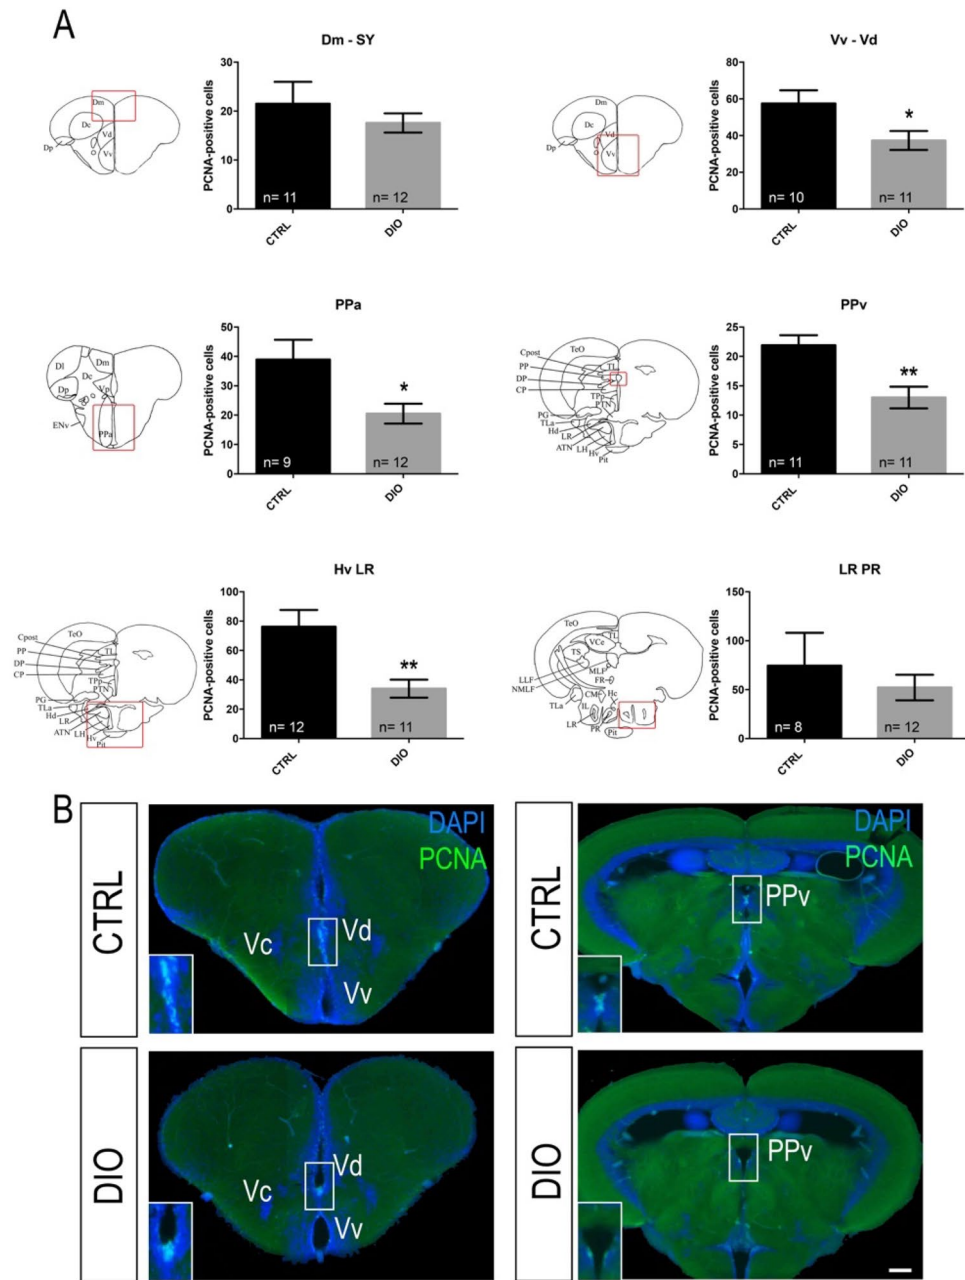 A
Dm - SY
PCNA-positive cells
30
20
10
0
n= 11
n= 12
CTRL
DIO
Dm
Dc
Vd
Dp
Vv
Vv - Vd
PCNA-positive cells
80
60
40
20
0
*
n= 10
n= 11
CTRL
DIO
Dm
Dc
Vd
Dp
Vv
PPa
PCNA-positive cells
50
40
30
20
10
0
*
n= 9
n= 12
CTRL
DIO
Dl
Dm
Dc
Dp
Vp
ENv
PPa
PPv
PCNA-positive cells
25
20
15
10
5
0
**
n= 11
n= 11
CTRL
DIO
Cpost
TeO
PP
TL
DP
CP
TPp
PTN
PG
TLa
Hd
LR
ATN
LH
Hv
Pit
Hv LR
PCNA-positive cells
100
80
60
40
20
0
**
n= 12
n= 11
CTRL
DIO
Cpost
TeO
PP
TL
DP
CP
TPp
PTN
PG
TLa
Hd
LR
ATN
LH
Hv
Pit
LR PR
PCNA-positive cells
150
100
50
0
n= 8
n= 12
CTRL
DIO
TeO
TL
VCe
TS
MLF
LLF
FR
NMLF
CM
Hc
TLa
IL
LR
PR
Pit
B
CTRL
DAPI
PCNA
Vd
Vc
Vv
CTRL
DAPI
PCNA
PPv
DIO
Vd
Vc
Vv
DIO
PPv